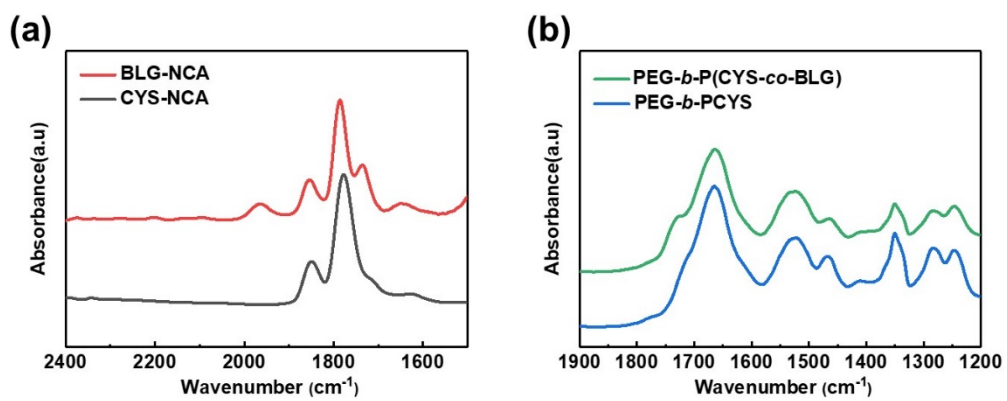 (a)
BLG-NCA
CYS-NCA
Absorbance(a.u)
2400 2200 2000 1800 1600
Wavenumber (cm⁻¹)
(b)
PEG-b-P(CYS-co-BLG)
PEG-b-PCYS
Absorbance(a.u)
1900 1800 1700 1600 1500 1400 1300 1200
Wavenumber (cm⁻¹)